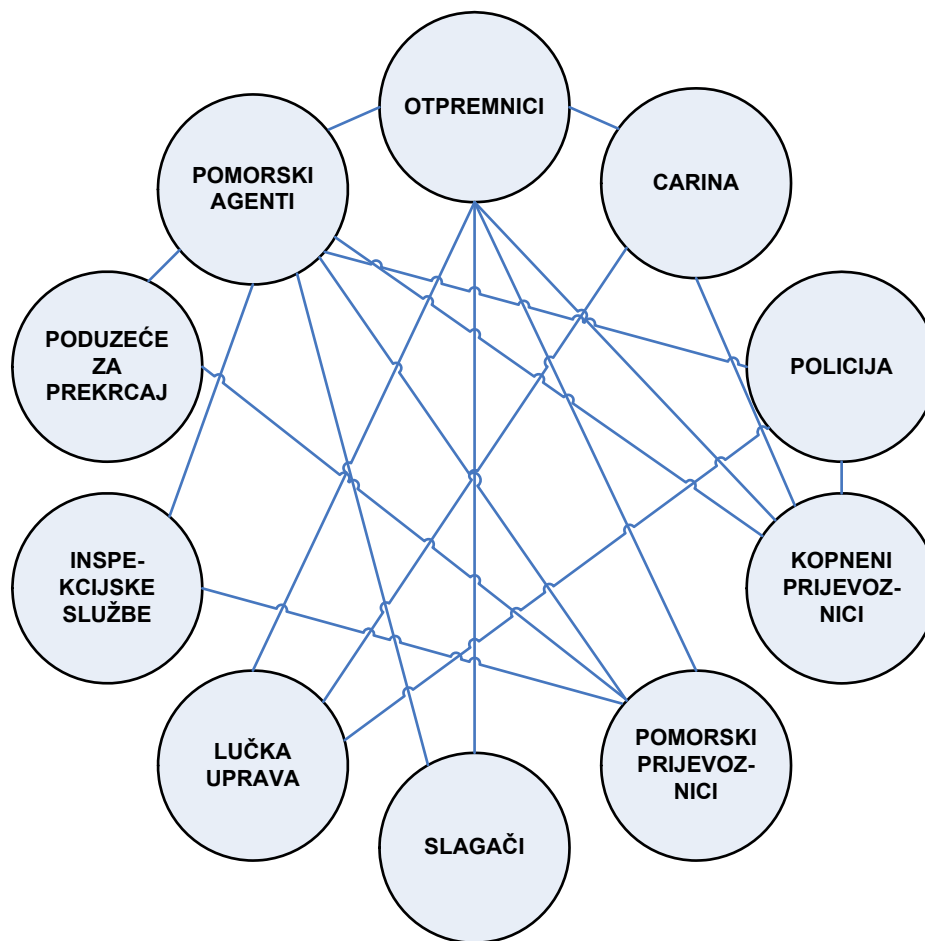 OTPREMNICI
POMORSKI
AGENTI
CARINA
PODUZEĆE
ZA
PREKRCAJ
POLICIJA
INSPE-
KCIJSKE
SLUŽBE
KOPNENI
PRIJEVOZ-
NICI
LUČKA
UPRAVA
POMORSKI
PRIJEVOZ-
NICI
SLAGAČI